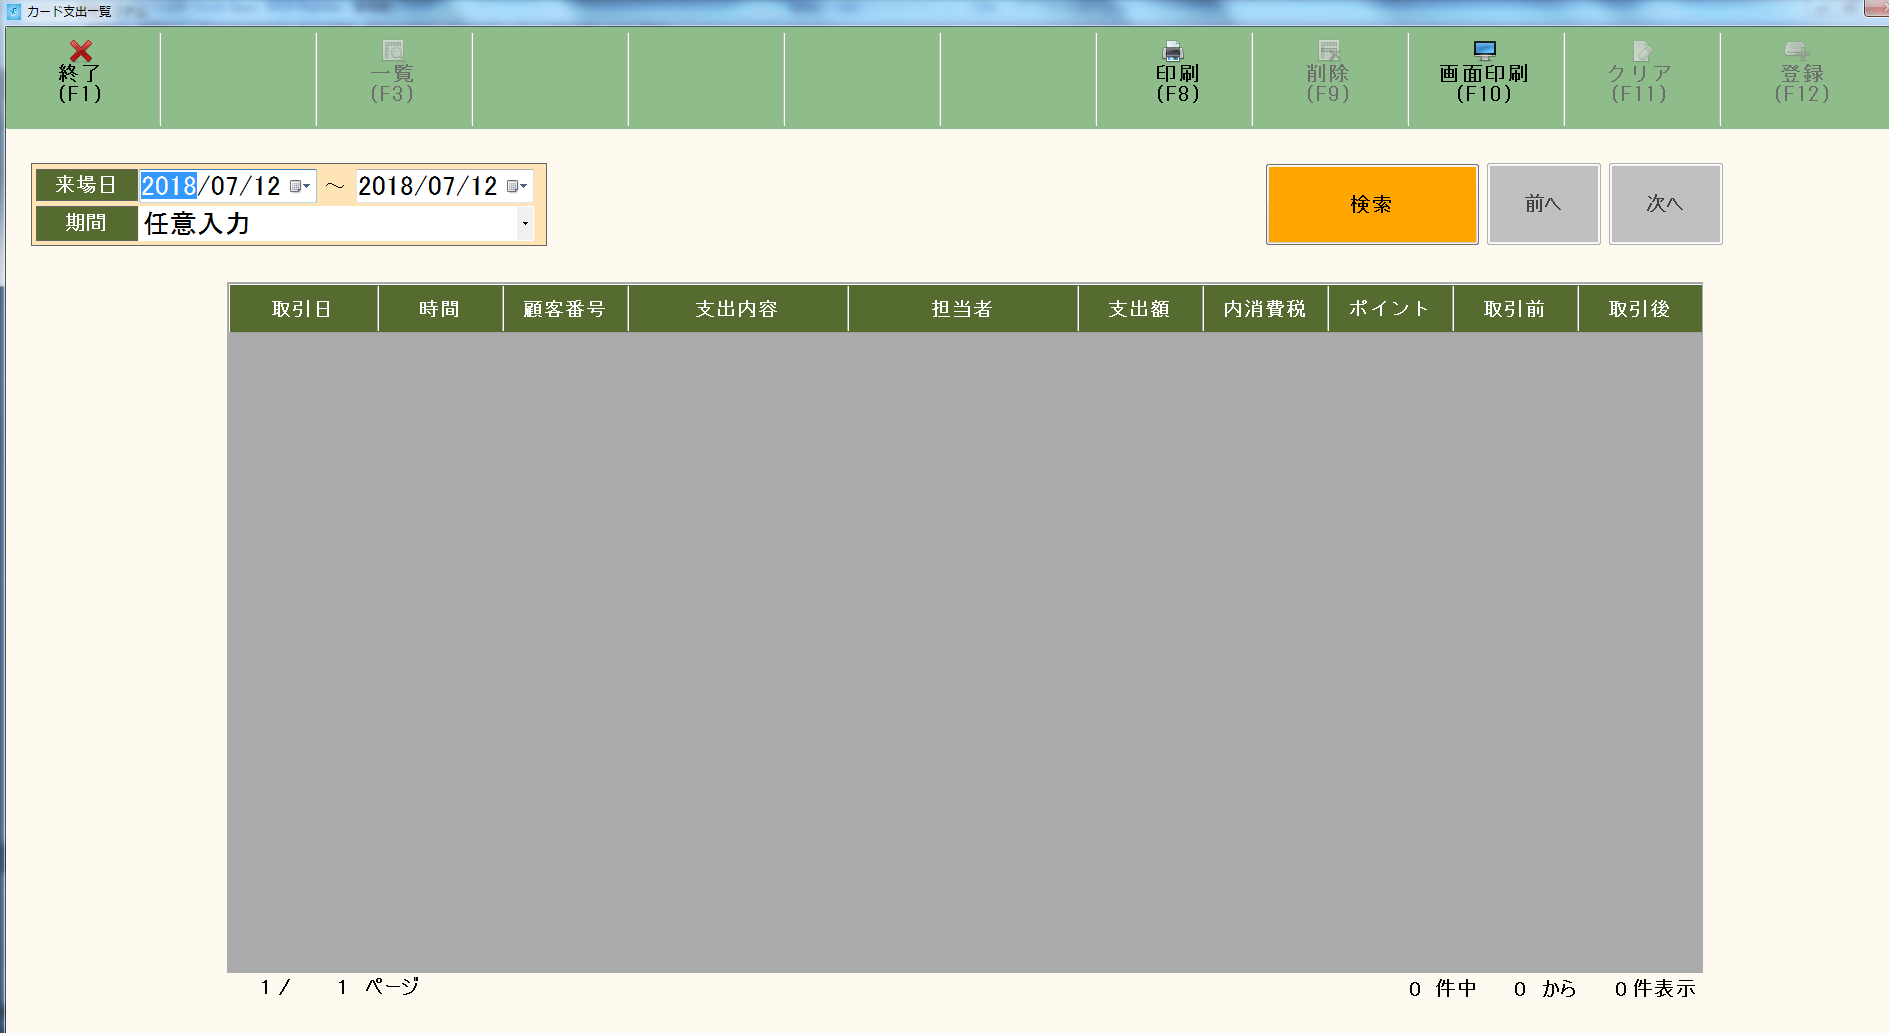 カード支出一覧
終了
(F1)
一覧
(F3)
印刷
(F8)
削除
(F9)
画面印刷
(F10)
クリア
(F11)
登録
(F12)
来場日 2018/07/12 ～ 2018/07/12
期間 任意入力
検索 前へ 次へ
取引日 時間 顧客番号 支出内容 担当者 支出額 内消費税 ポイント 取引前 取引後
1 / 1 ページ
0 件中 0 から 0 件表示